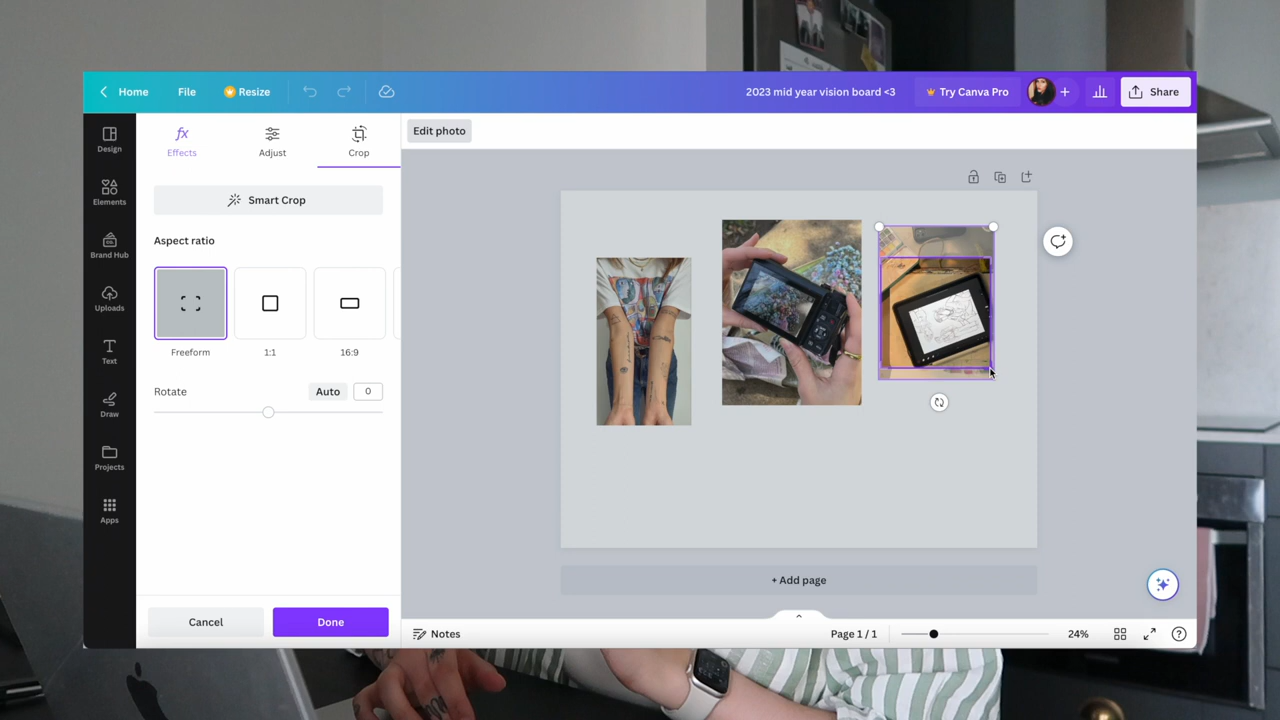 Home File Resize 2023 mid year vision board <3 Try Canva Pro Share
Design
Elements
Brand Hub
Uploads
Text
Draw
Projects
Apps
fx
Effects Adjust Crop
Smart Crop
Aspect ratio
Freeform 1:1 16:9
Rotate Auto 0
Cancel Done
Edit photo
+ Add page
Notes Page 1 / 1 24%